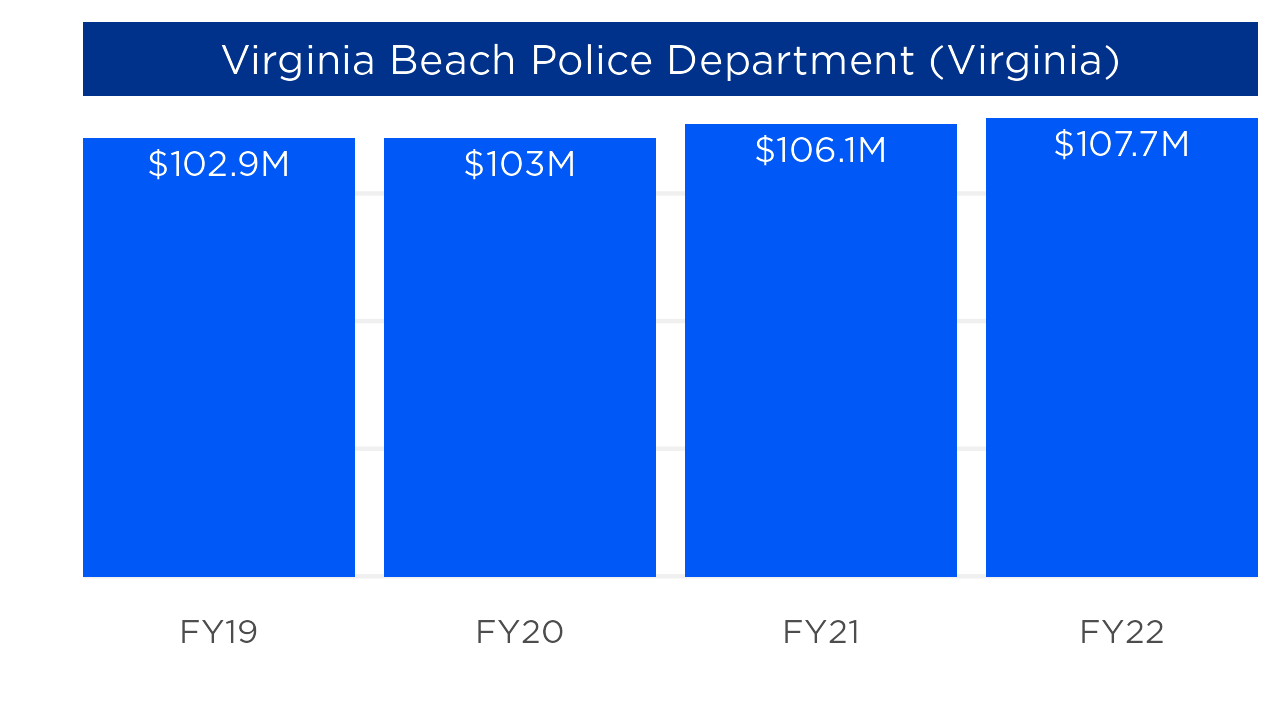 Virginia Beach Police Department (Virginia)
$102.9M
$103M
$106.1M
$107.7M
FY19
FY20
FY21
FY22